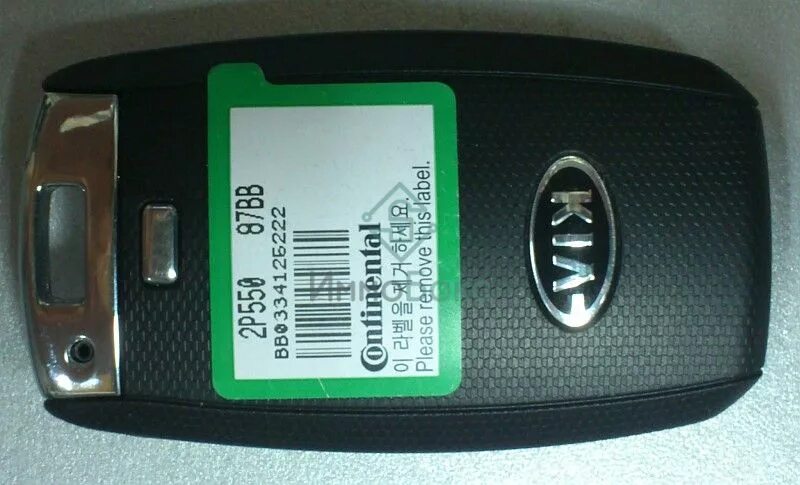 2P550 87BB
BB0334125222
Continental
이 라벨을 제거 하세요.
Please remove this label.
KIA